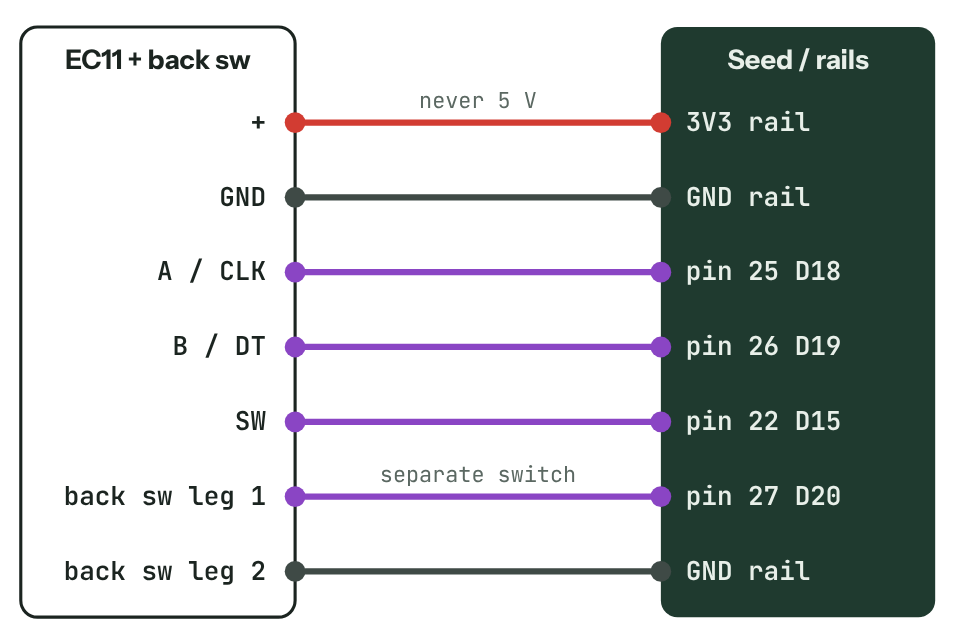 EC11 + back sw
Seed / rails
never 5 V
+
3V3 rail
GND
GND rail
A / CLK
pin 25 D18
B / DT
pin 26 D19
SW
pin 22 D15
separate switch
back sw leg 1
pin 27 D20
back sw leg 2
GND rail